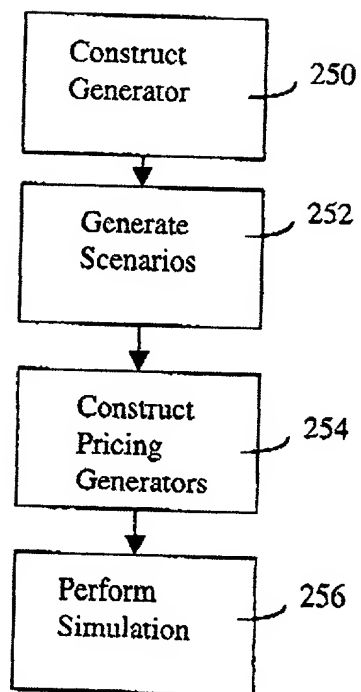 Construct
Generator
250
Generate
Scenarios
252
Construct
Pricing
Generators
254
Perform
Simulation
256